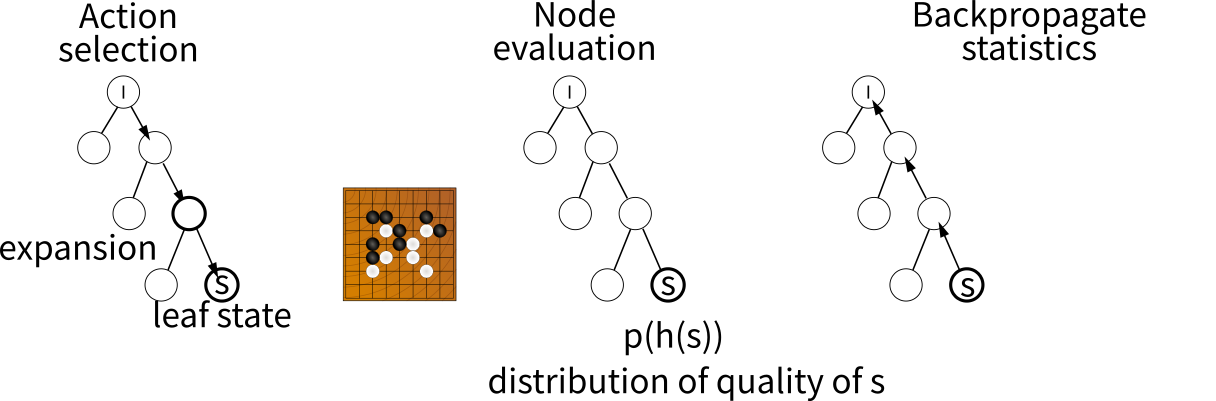 Action
selection
I
expansion
S
leaf state
Node
evaluation
I
S
p(h(s))
distribution of quality of s
Backpropagate
statistics
I
S